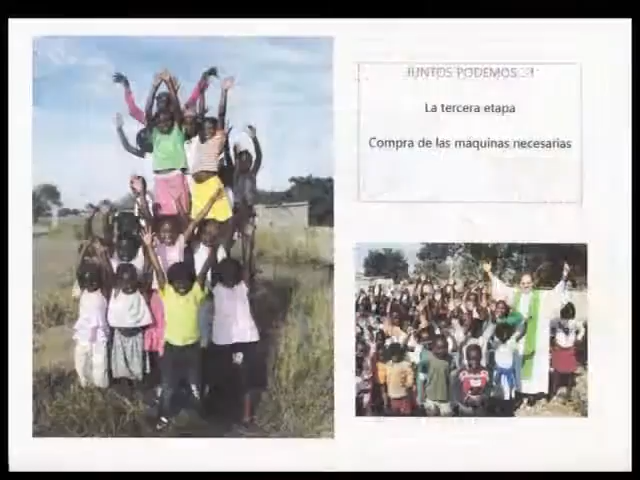 JUNTOS PODEMOS...!
La tercera etapa
Compra de las maquinas necesarias